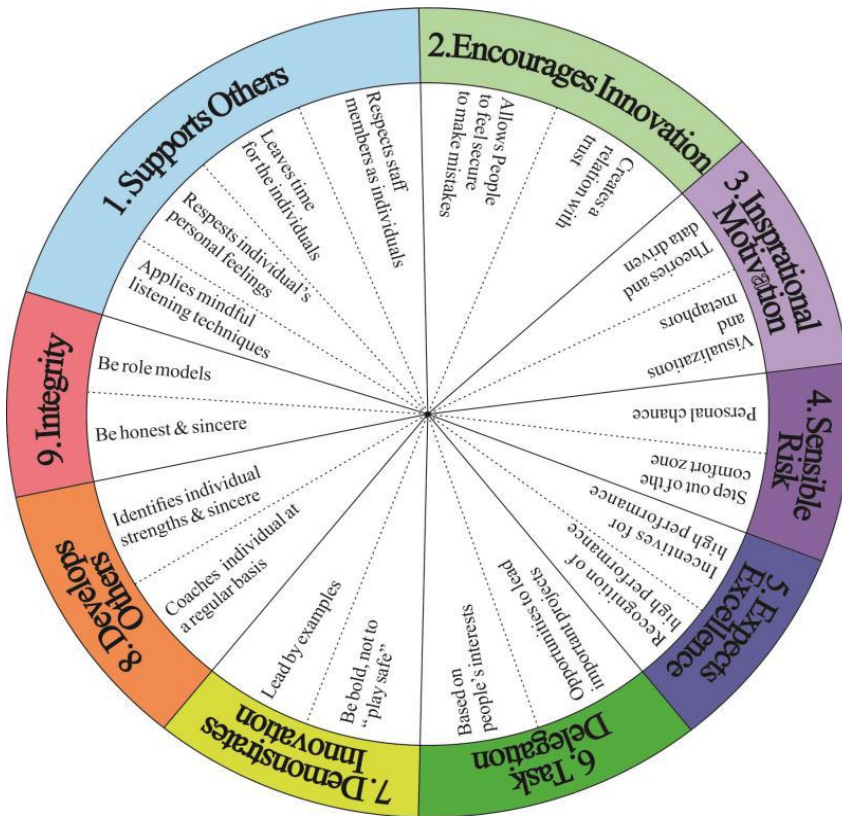 1. Supports Others
Respects staff
members as individuals
Leaves time
for the individuals
Respests individual's
personal feelings
Applies mindful
listening techniques
2.Encourages Innovation
Allows People
to feel secure
to make mistakes
Creates a
relation with
trust
3. Insprational
Motivation
Theories and
data driven
Visualizations
and
metaphors
4. Sensible
Risk
Personal chance
Step out of the
comfort zone
5. Expects
Excellence
Incentives for
high performance
Recognition of
high performance
6. Task
Delegation
Opportunities to lead
important projects
Based on
people's interests
7. Demonstrates
Innovation
Be bold, not to
“ play safe”
Lead by examples
8. Develops
Others
Coaches individual at
a regular basis
Identifies individual
strengths & sincere
9. Integrity
Be honest & sincere
Be role models